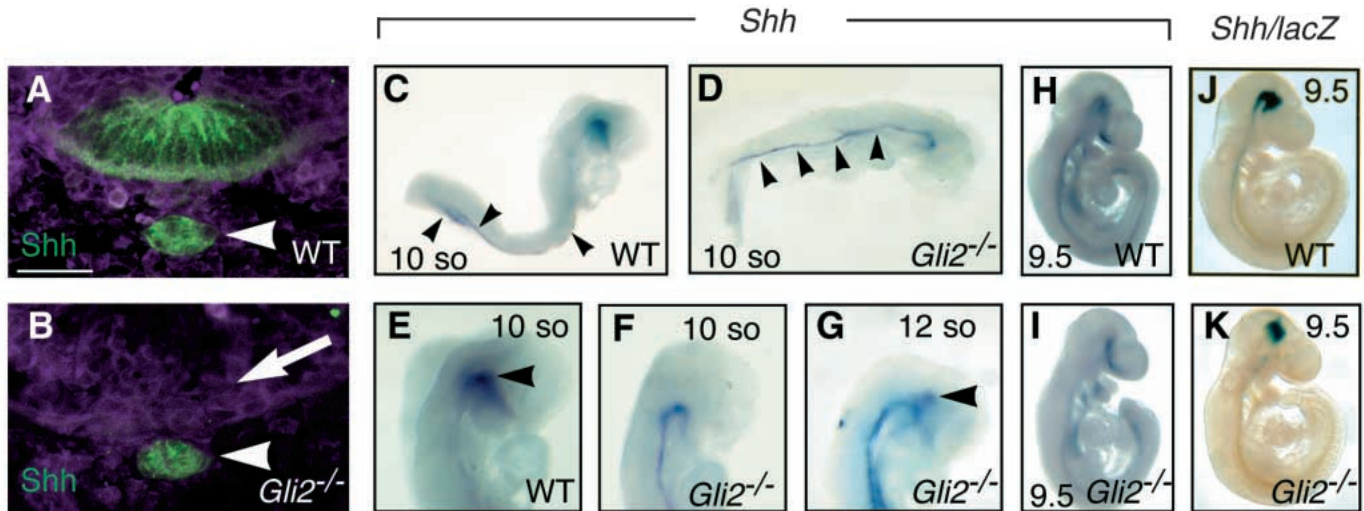 Shh
Shh/lacZ
A
Shh
WT
C
10 so
WT
D
10 so
Gli2-/-
H
9.5
WT
J
9.5
WT
B
Shh
Gli2-/-
E
10 so
WT
F
10 so
Gli2-/-
G
12 so
Gli2-/-
I
9.5
Gli2-/-
K
9.5
Gli2-/-